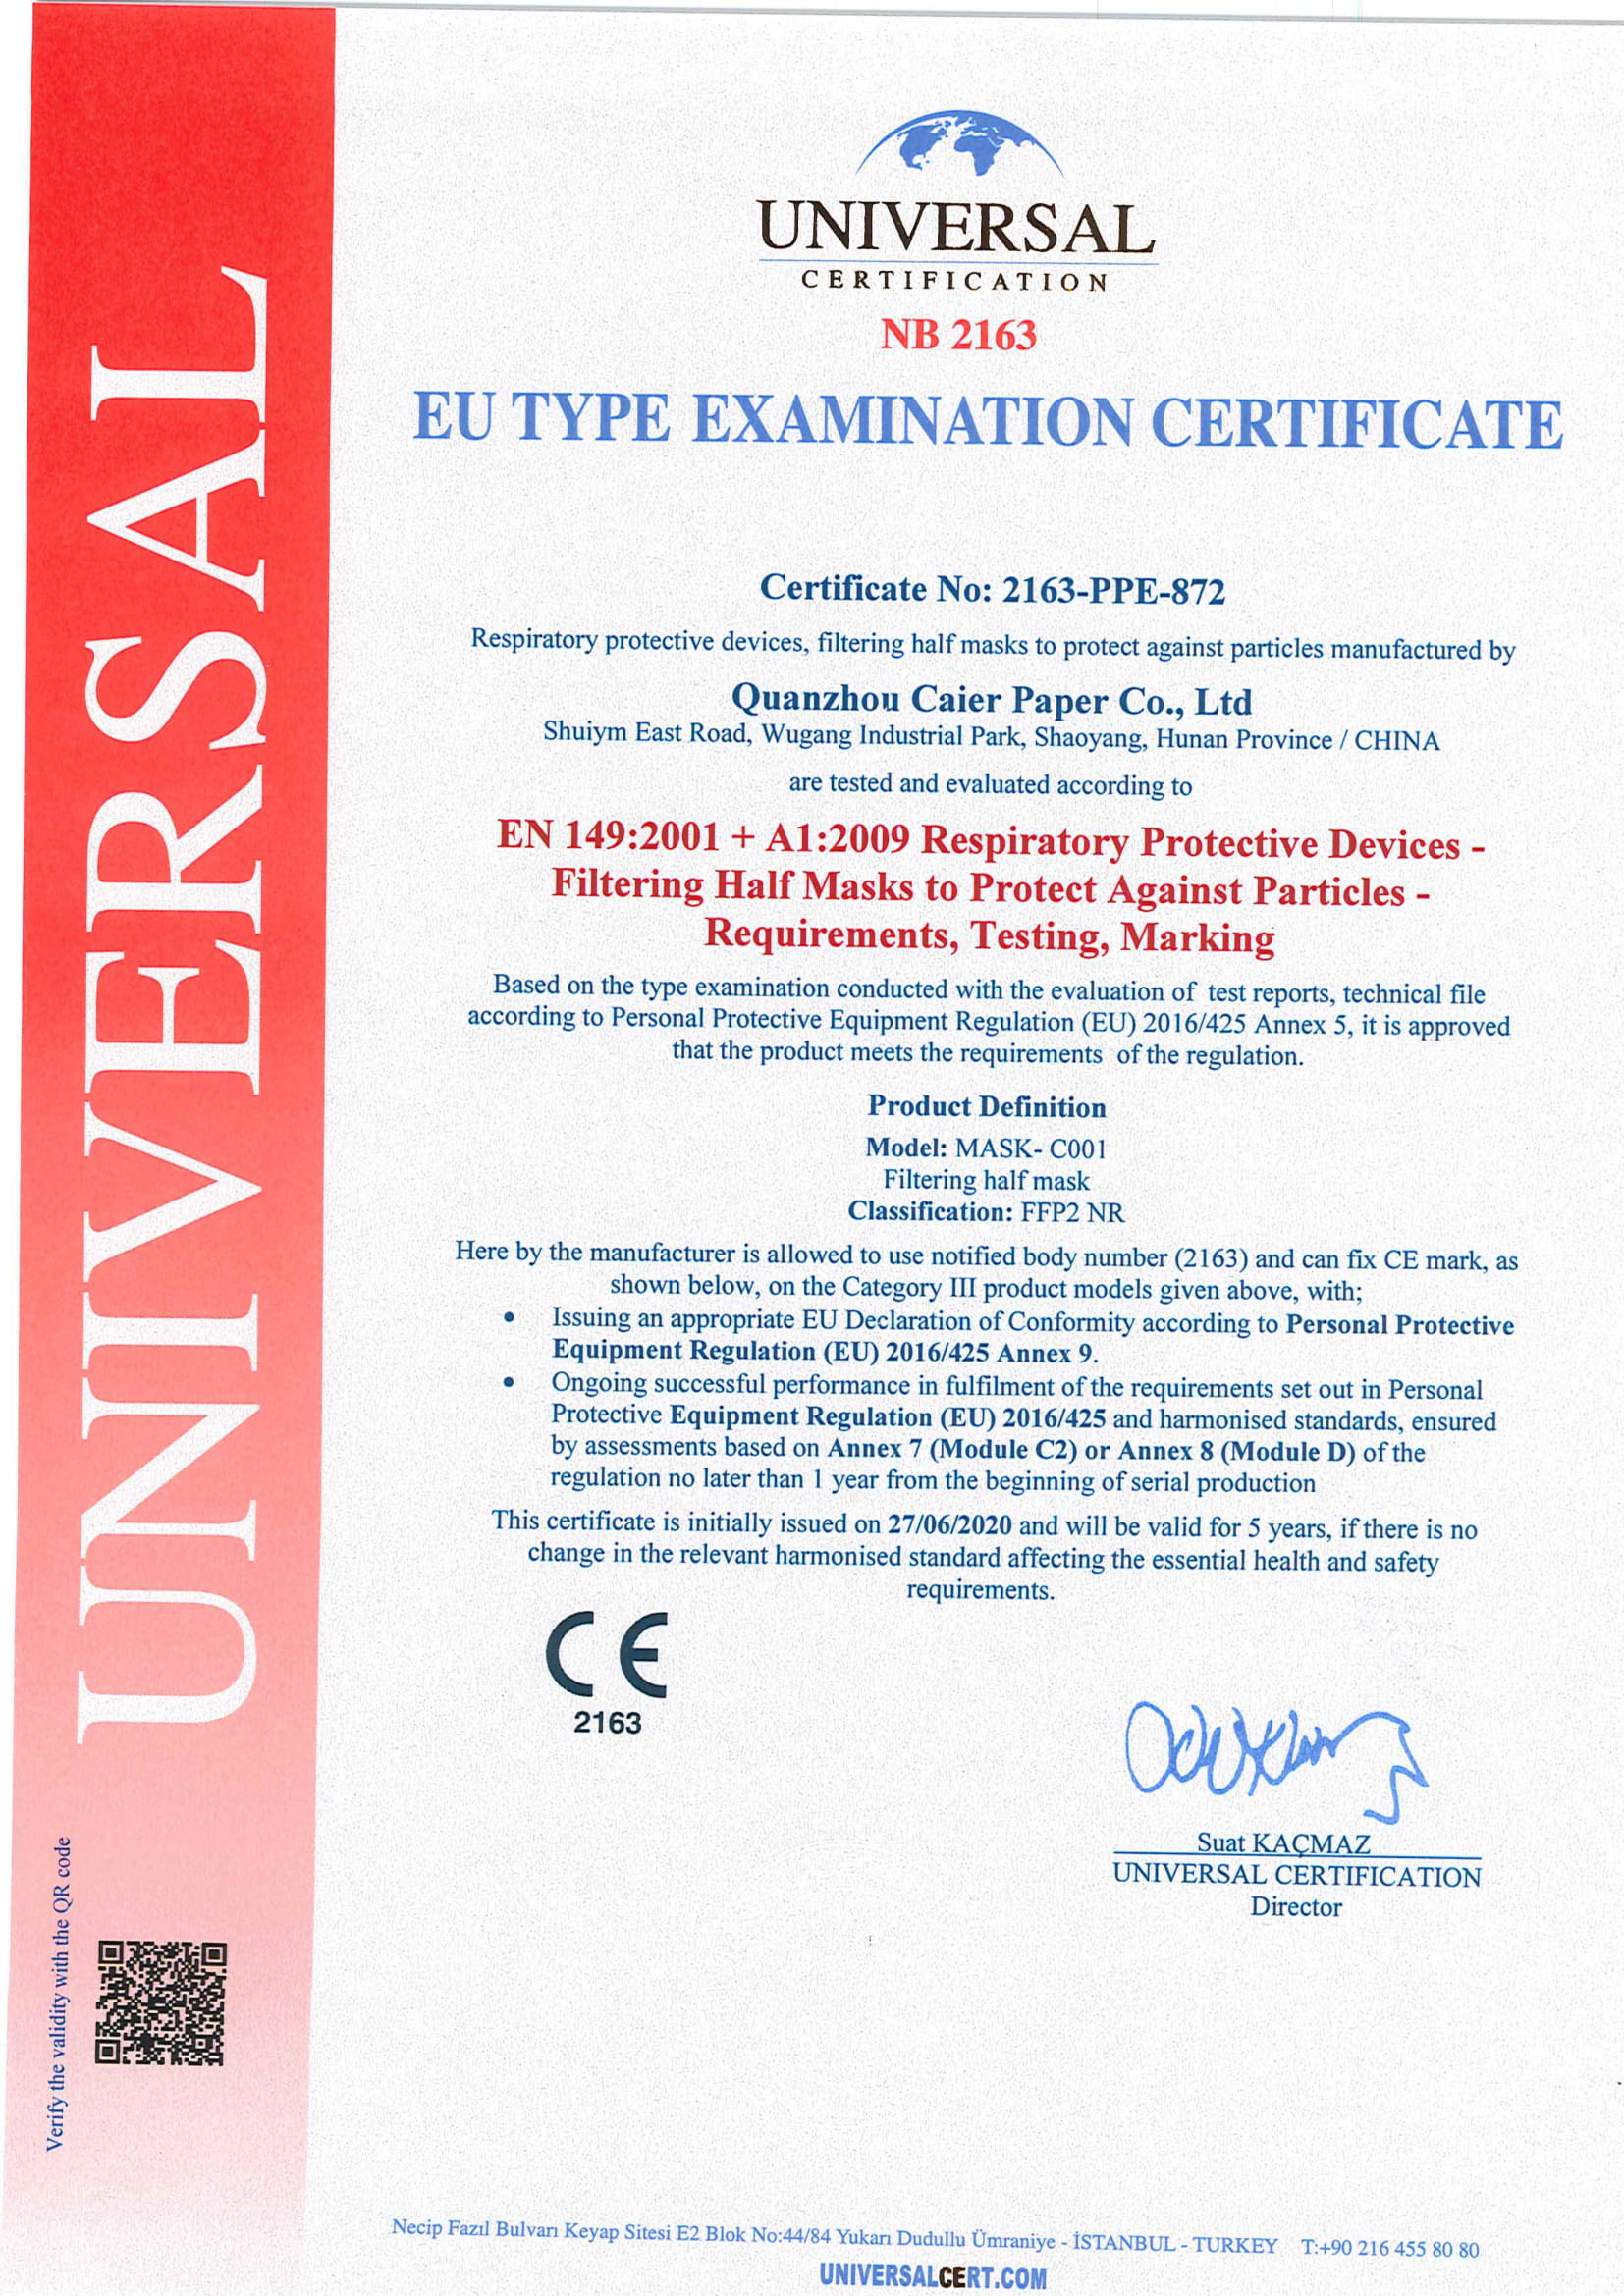 UNIVERSAL
UNIVERSAL
CERTIFICATION
NB 2163
EU TYPE EXAMINATION CERTIFICATE
Certificate No: 2163-PPE-872
Respiratory protective devices, filtering half masks to protect against particles manufactured by
Quanzhou Caier Paper Co., Ltd
Shuiym East Road, Wugang Industrial Park, Shaoyang, Hunan Province / CHINA
are tested and evaluated according to
EN 149:2001 + A1:2009 Respiratory Protective Devices -
Filtering Half Masks to Protect Against Particles -
Requirements, Testing, Marking
Based on the type examination conducted with the evaluation of test reports, technical file
according to Personal Protective Equipment Regulation (EU) 2016/425 Annex 5, it is approved
that the product meets the requirements of the regulation.
Product Definition
Model: MASK- C001
Filtering half mask
Classification: FFP2 NR
Here by the manufacturer is allowed to use notified body number (2163) and can fix CE mark, as
shown below, on the Category III product models given above, with;
• Issuing an appropriate EU Declaration of Conformity according to Personal Protective
Equipment Regulation (EU) 2016/425 Annex 9.
• Ongoing successful performance in fulfilment of the requirements set out in Personal
Protective Equipment Regulation (EU) 2016/425 and harmonised standards, ensured
by assessments based on Annex 7 (Module C2) or Annex 8 (Module D) of the
regulation no later than 1 year from the beginning of serial production
This certificate is initially issued on 27/06/2020 and will be valid for 5 years, if there is no
change in the relevant harmonised standard affecting the essential health and safety
requirements.
CE
2163
Suat KAÇMAZ
UNIVERSAL CERTIFICATION
Director
Verify the validity with the QR code
Necip Fazıl Bulvarı Keyap Sitesi E2 Blok No:44/84 Yukarı Dudullu Ümraniye - İSTANBUL - TURKEY T:+90 216 455 80 80
UNIVERSALCERT.COM